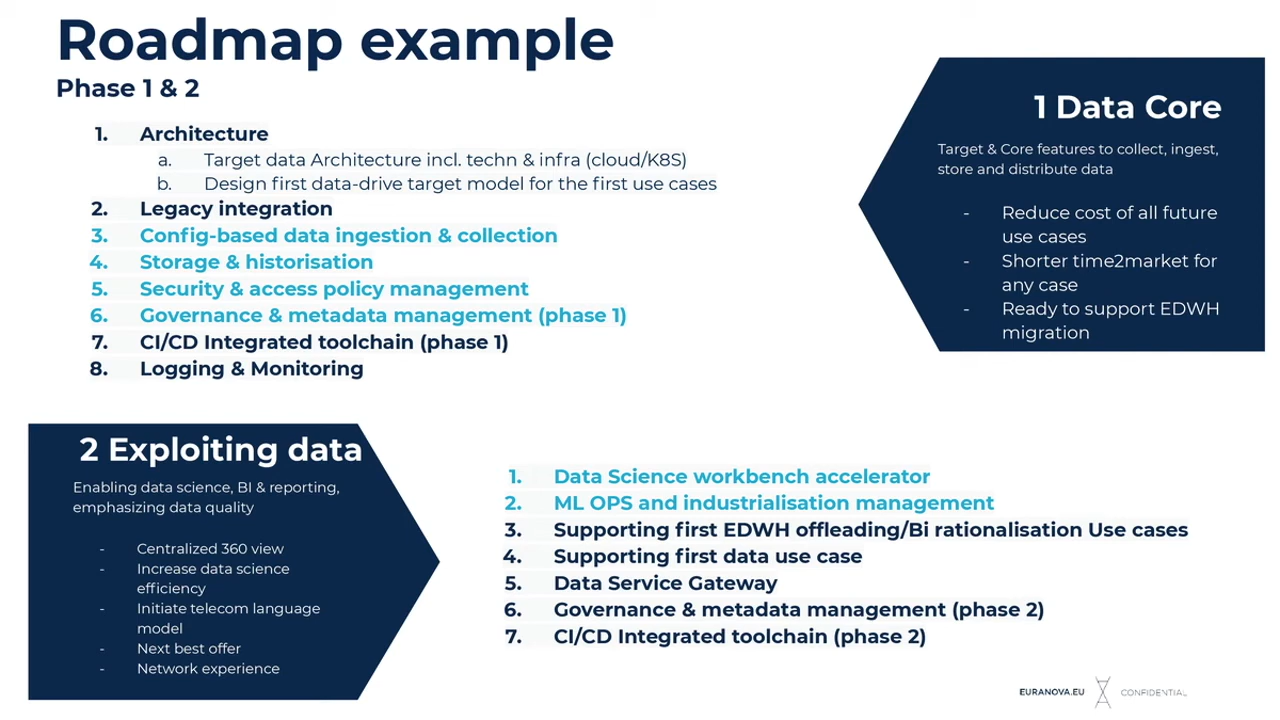 Roadmap example
Phase 1 & 2
1. Architecture
a. Target data Architecture incl. techn & infra (cloud/K8S)
b. Design first data-drive target model for the first use cases
2. Legacy integration
3. Config-based data ingestion & collection
4. Storage & historisation
5. Security & access policy management
6. Governance & metadata management (phase 1)
7. CI/CD Integrated toolchain (phase 1)
8. Logging & Monitoring
1 Data Core
Target & Core features to collect, ingest,
store and distribute data
- Reduce cost of all future
use cases
- Shorter time2market for
any case
- Ready to support EDWH
migration
2 Exploiting data
Enabling data science, BI & reporting,
emphasizing data quality
- Centralized 360 view
- Increase data science
efficiency
- Initiate telecom language
model
- Next best offer
- Network experience
1. Data Science workbench accelerator
2. ML OPS and industrialisation management
3. Supporting first EDWH offleading/Bi rationalisation Use cases
4. Supporting first data use case
5. Data Service Gateway
6. Governance & metadata management (phase 2)
7. CI/CD Integrated toolchain (phase 2)
EURANOVA.EU CONFIDENTIAL